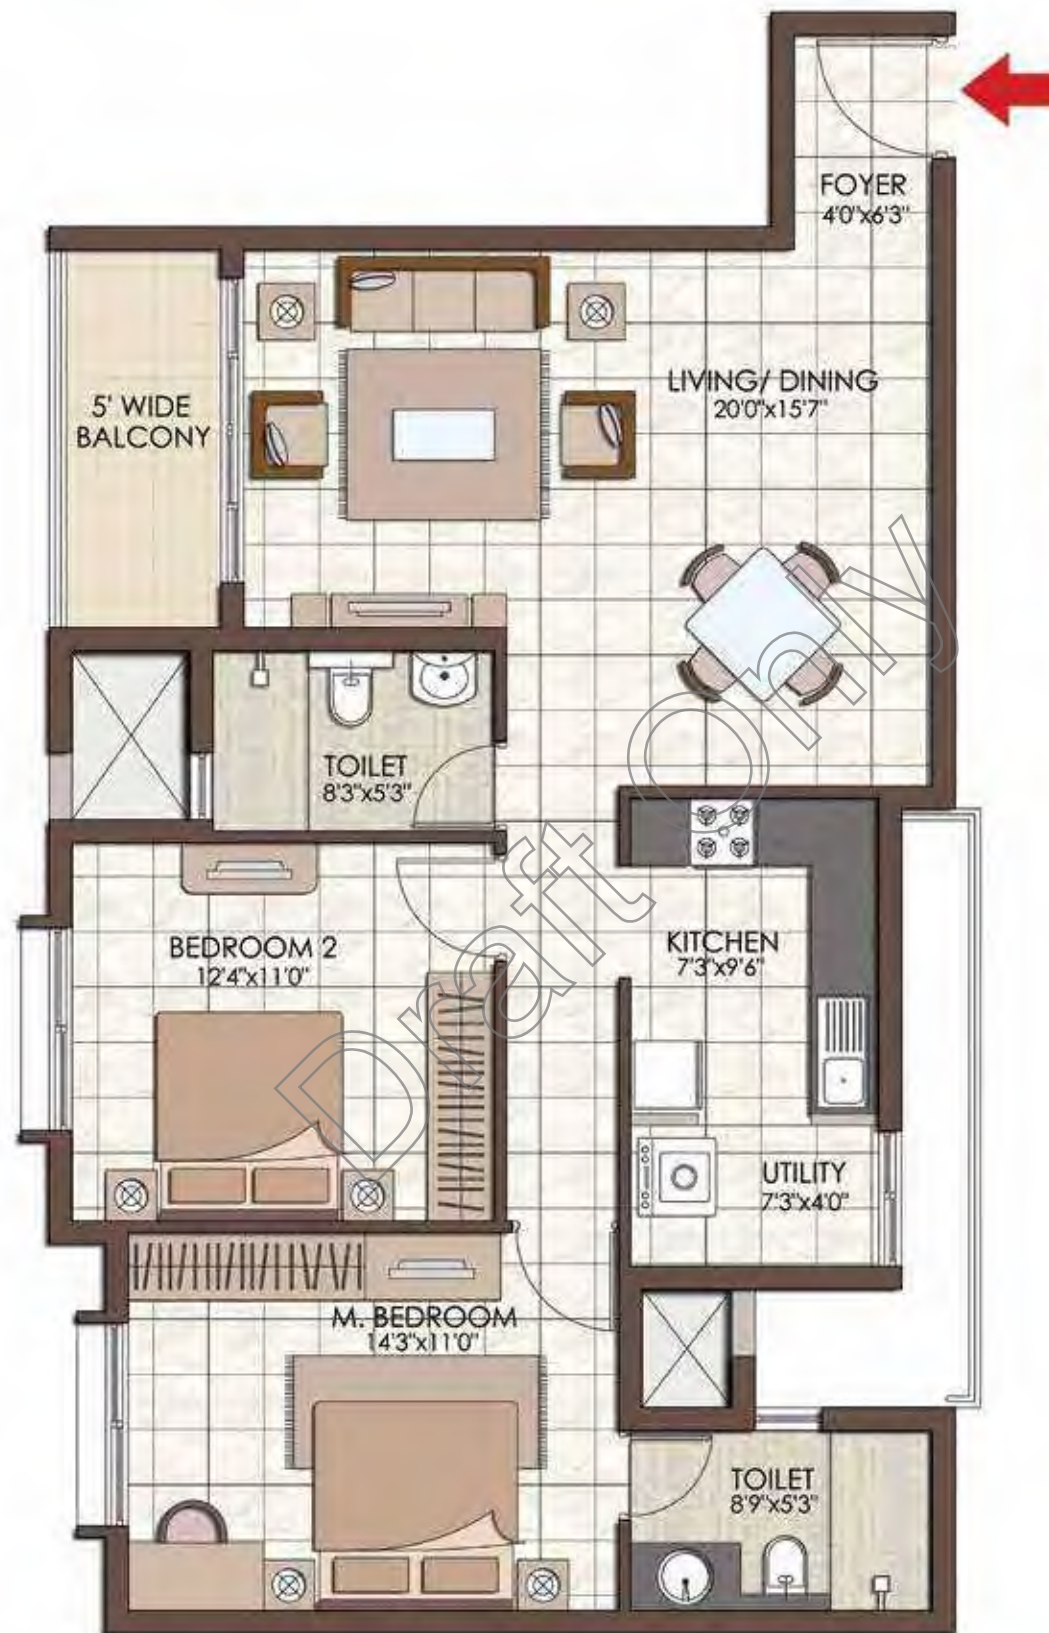 FOYER
4'0"x6'3"
LIVING/ DINING
20'0"x15'7"
5' WIDE
BALCONY
TOILET
8'3"x5'3"
BEDROOM 2
12'4"x11'0"
KITCHEN
7'3"x9'6"
UTILITY
7'3"x4'0"
M. BEDROOM
14'3"x11'0"
TOILET
8'9"x5'3"
Draft Only